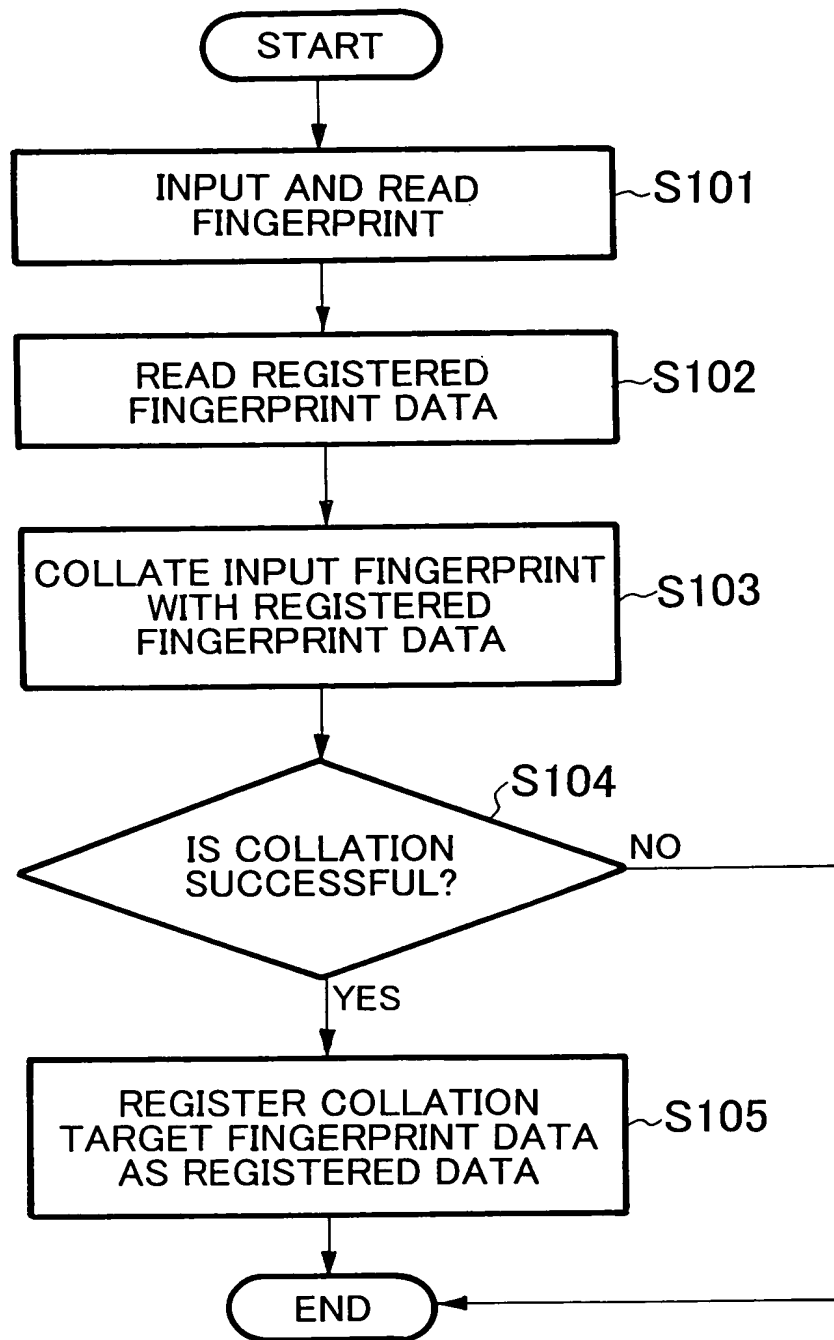 START
INPUT AND READ
FINGERPRINT
S101
READ REGISTERED
FINGERPRINT DATA
S102
COLLATE INPUT FINGERPRINT
WITH REGISTERED
FINGERPRINT DATA
S103
S104
IS COLLATION
SUCCESSFUL?
NO
YES
REGISTER COLLATION
TARGET FINGERPRINT DATA
AS REGISTERED DATA
S105
END